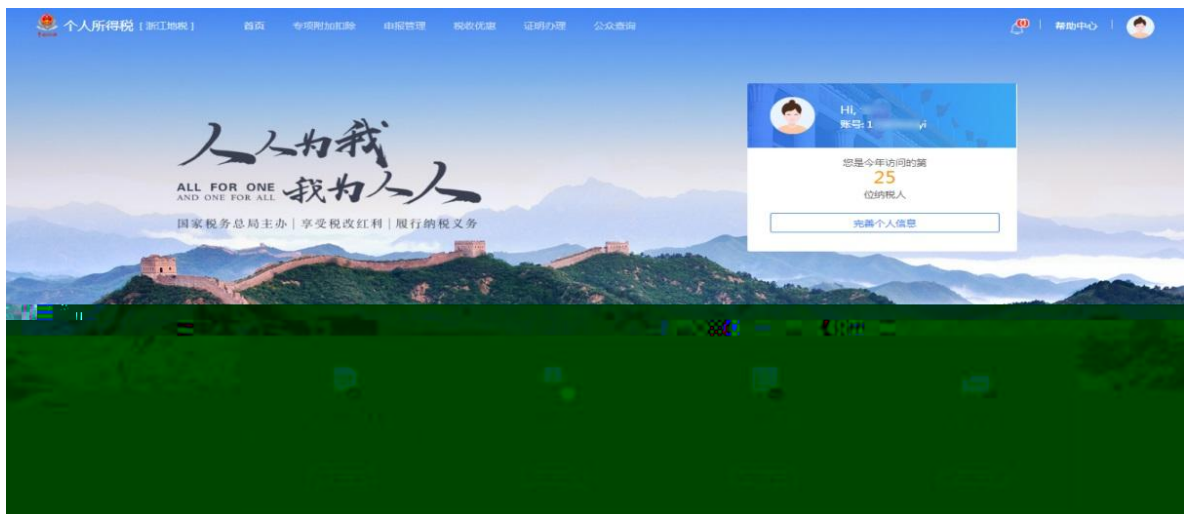 个人所得税 [ 浙江地税 ] 首页 专项附加扣除 申报管理 税收优惠 证明办理 公众查询 帮助中心
Hi,
账号: 1 yi
人人为我
ALL FOR ONE
AND ONE FOR ALL
我为人人
国家税务总局主办 | 享受税改红利 | 履行纳税义务
您是今年访问的第
25
位纳税人
完善个人信息